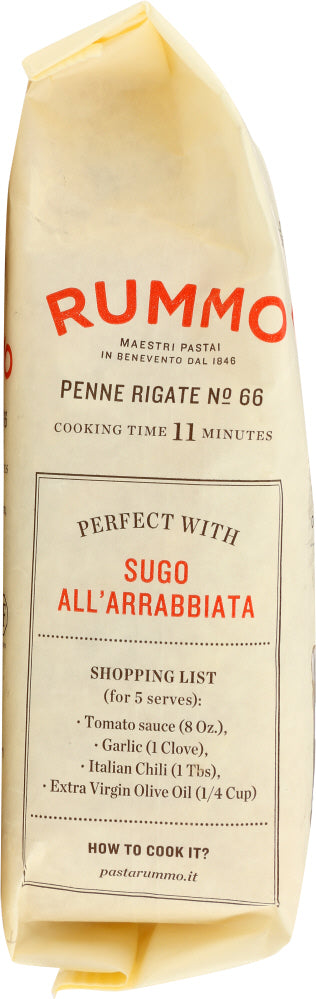 RUMMO
MAESTRI PASTAI
IN BENEVENTO DAL 1846
PENNE RIGATE Nº 66
COOKING TIME 11 MINUTES
PERFECT WITH
SUGO
ALL'ARRABBIATA
SHOPPING LIST
(for 5 serves):
· Tomato sauce (8 Oz.),
· Garlic (1 Clove),
· Italian Chili (1 Tbs),
· Extra Virgin Olive Oil (1/4 Cup)
HOW TO COOK IT?
pastarummo.it